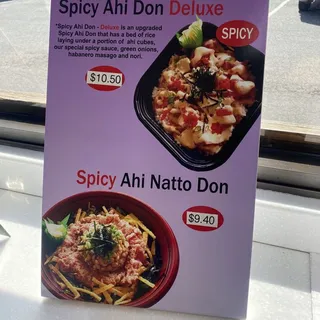 Spicy Ahi Don Deluxe
SPICY
"Spicy Ahi Don - Deluxe is an upgraded
Spicy Ahi Don that has a bed of rice
laying under a portion of ahi cubes,
our special spicy sauce, green onions,
habanero masago and nori.
$10.50
Spicy Ahi Natto Don
$9.40